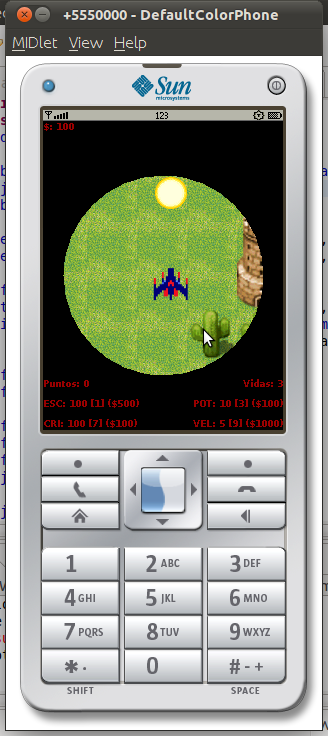 +5550000 - DefaultColorPhone
MIDlet View Help
Sun
microsystems
123
$: 100
Puntos: 0 Vidas: 3
ESC: 100 [1] ($500) POT: 10 [3] ($100)
CRI: 100 [7] ($100) VEL: 5 [9] ($1000)
1 2 ABC 3 DEF
4 GHI 5 JKL 6 MNO
7 PQRS 8 TUV 9 WXYZ
* · 0 # - +
SHIFT SPACE